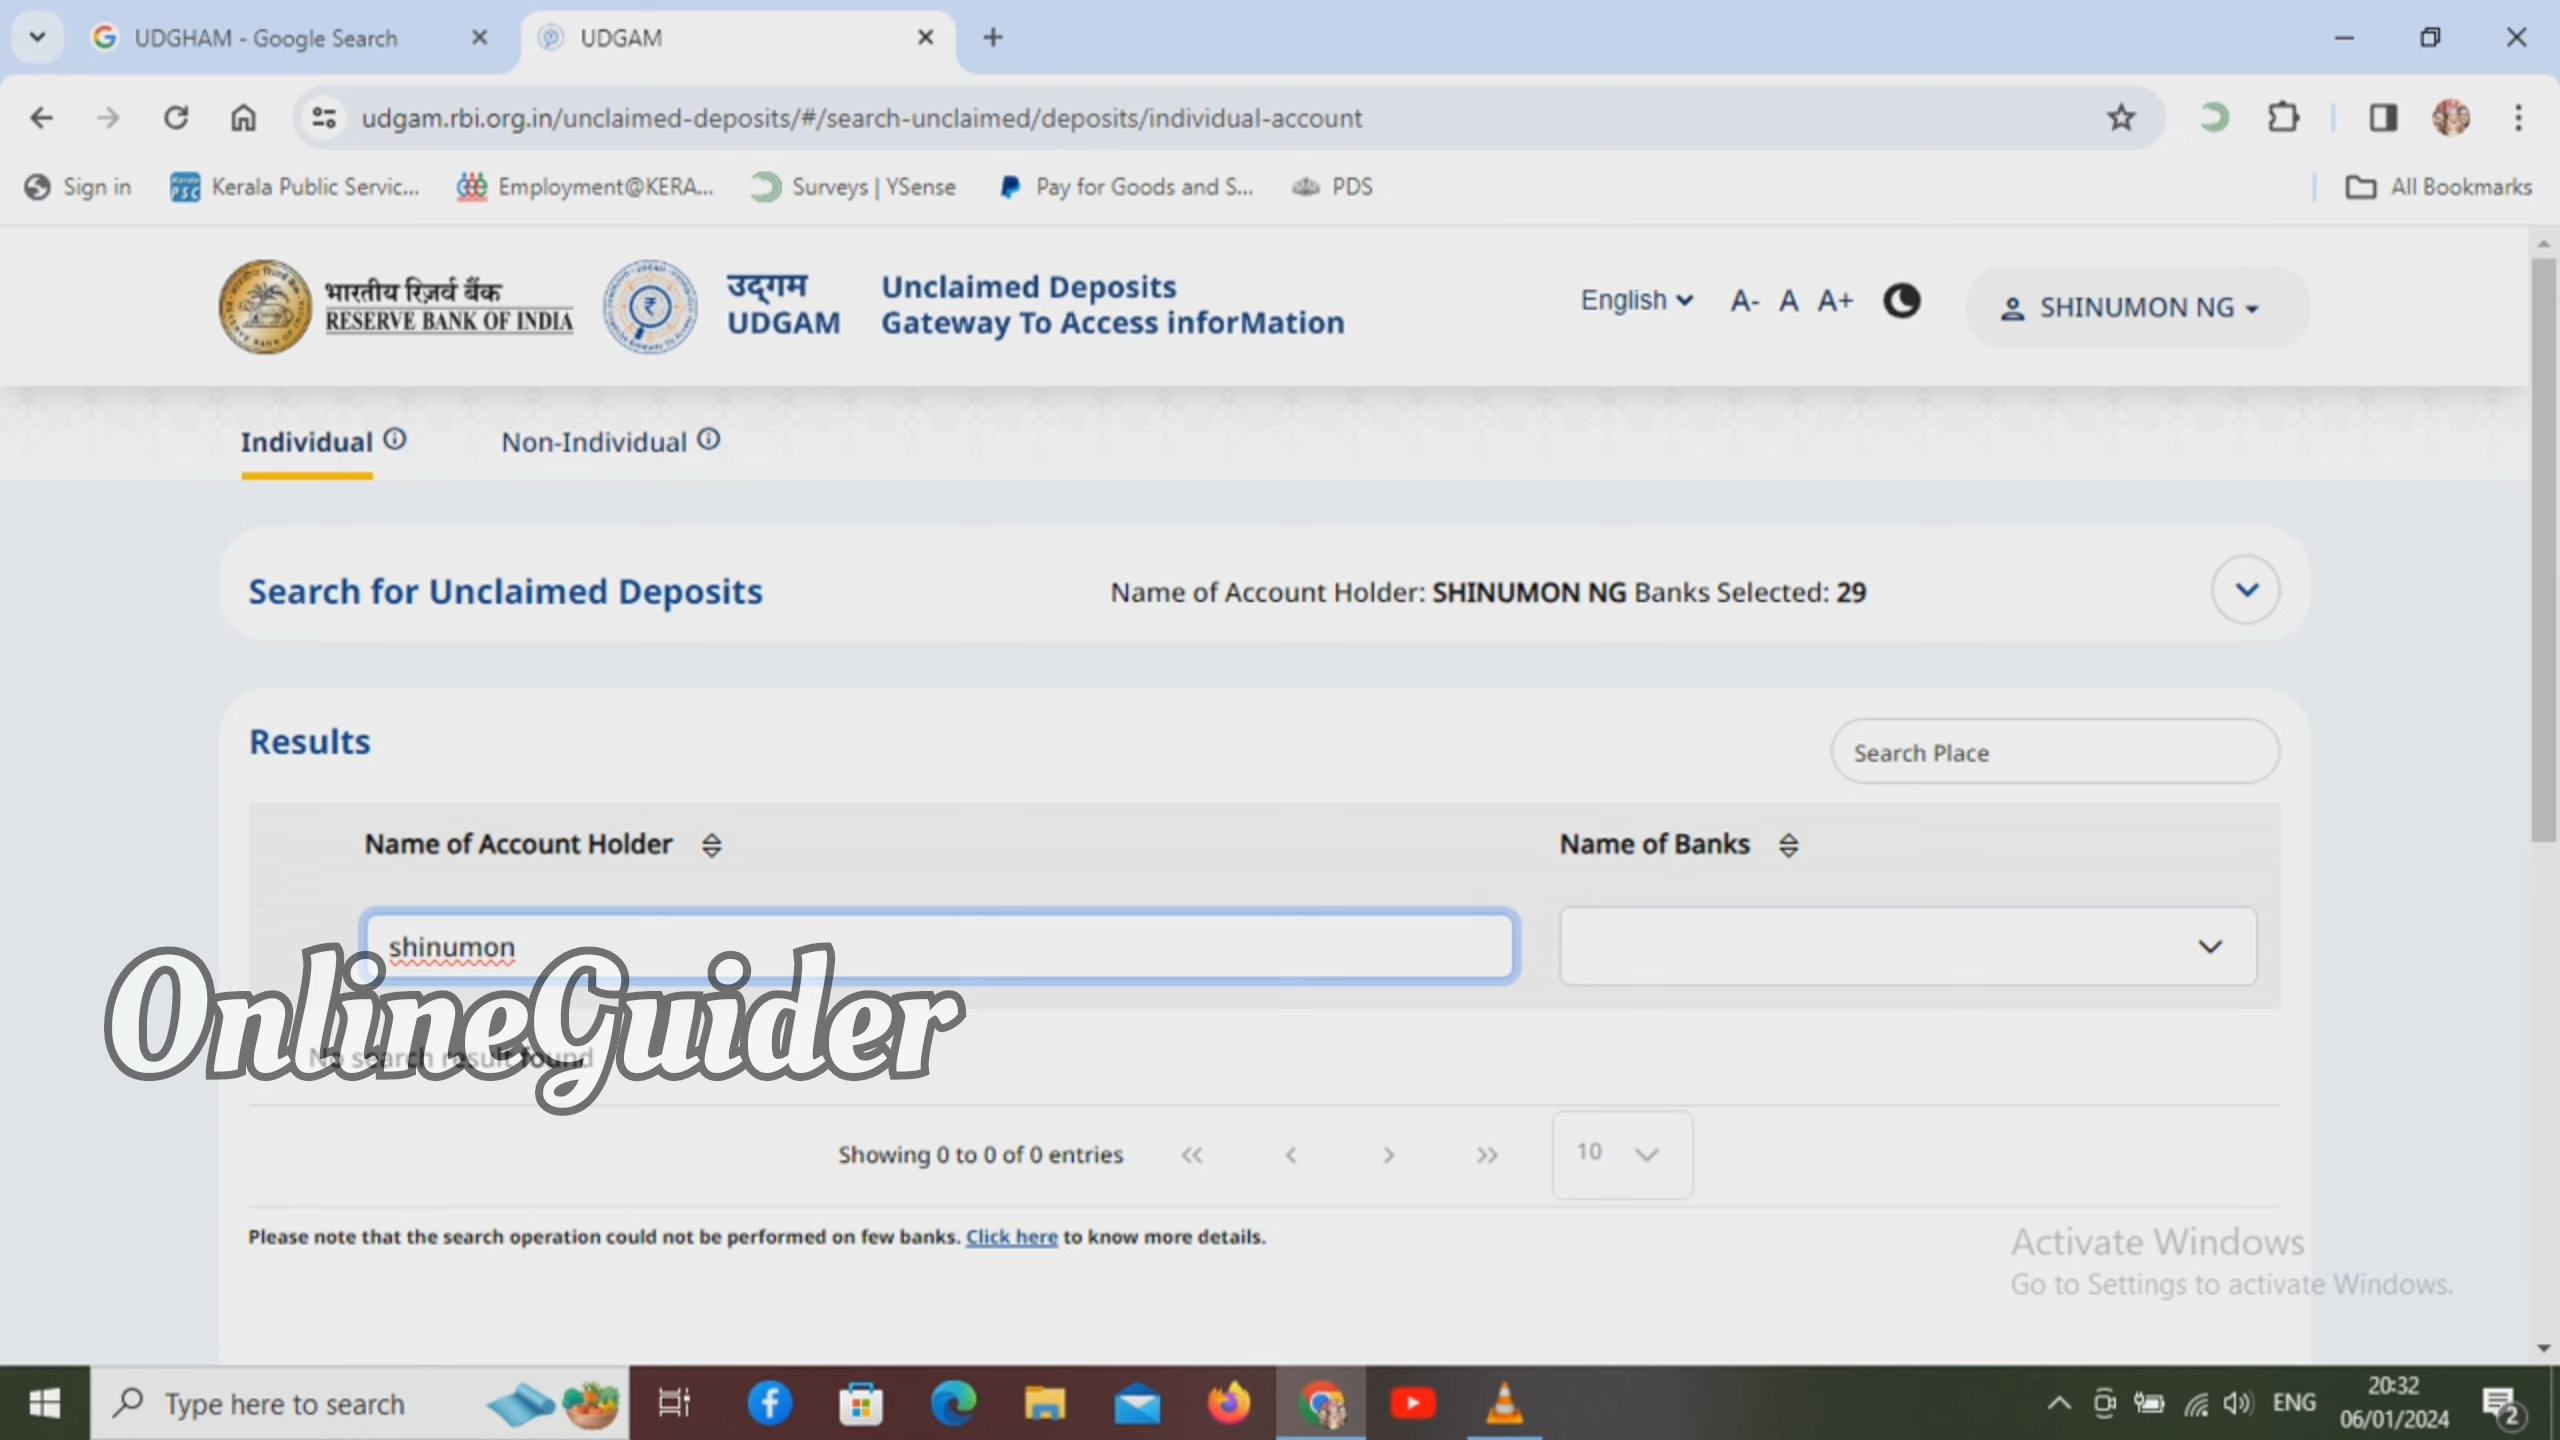 UDGHAM - Google Search
UDGAM
udgam.rbi.org.in/unclaimed-deposits/#/search-unclaimed/deposits/individual-account
Sign in
Kerala Public Servic...
Employment@KERA...
Surveys | YSense
Pay for Goods and S...
PDS
All Bookmarks
भारतीय रिज़र्व बैंक
RESERVE BANK OF INDIA
उद्गम
UDGAM
Unclaimed Deposits
Gateway To Access inforMation
English
A- A A+
SHINUMON NG
Individual
Non-Individual
Search for Unclaimed Deposits
Name of Account Holder: SHINUMON NG Banks Selected: 29
Results
Search Place
Name of Account Holder
Name of Banks
shinumon
OnlineGuider
No search result found
Showing 0 to 0 of 0 entries
10
Please note that the search operation could not be performed on few banks. Click here to know more details.
Activate Windows
Go to Settings to activate Windows.
Type here to search
ENG
20:32
06/01/2024
2